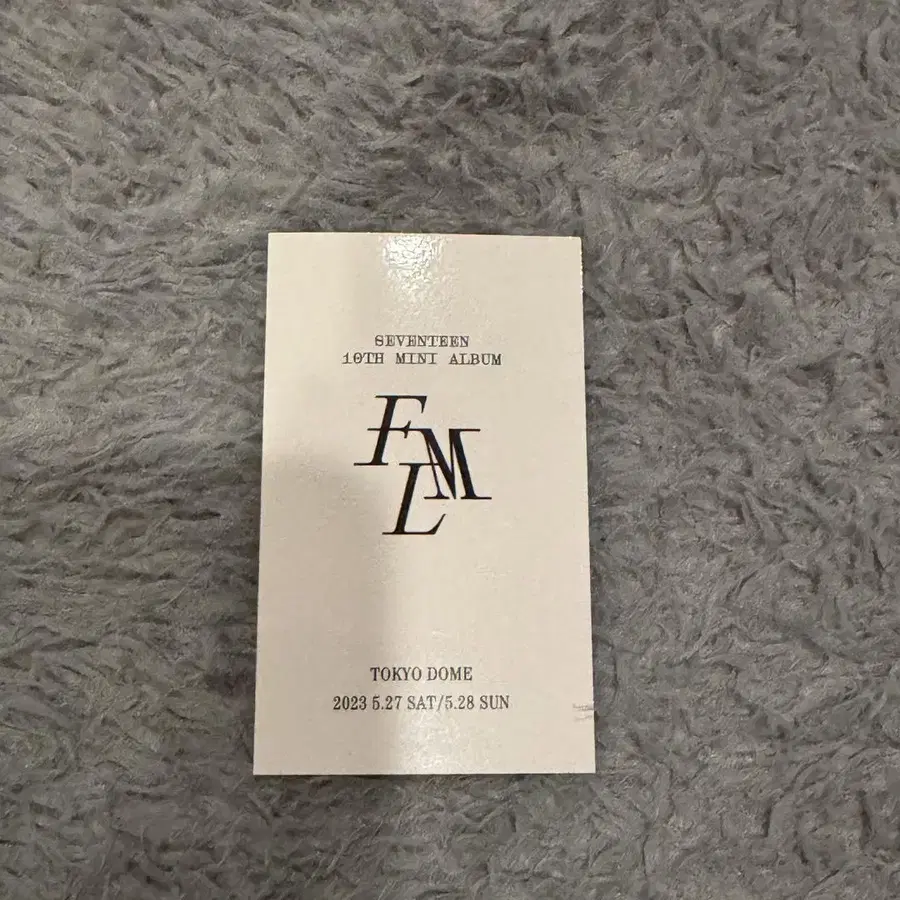 SEVENTEEN
10TH MINI ALBUM
FML
TOKYO DOME
2023 5.27 SAT/5.28 SUN